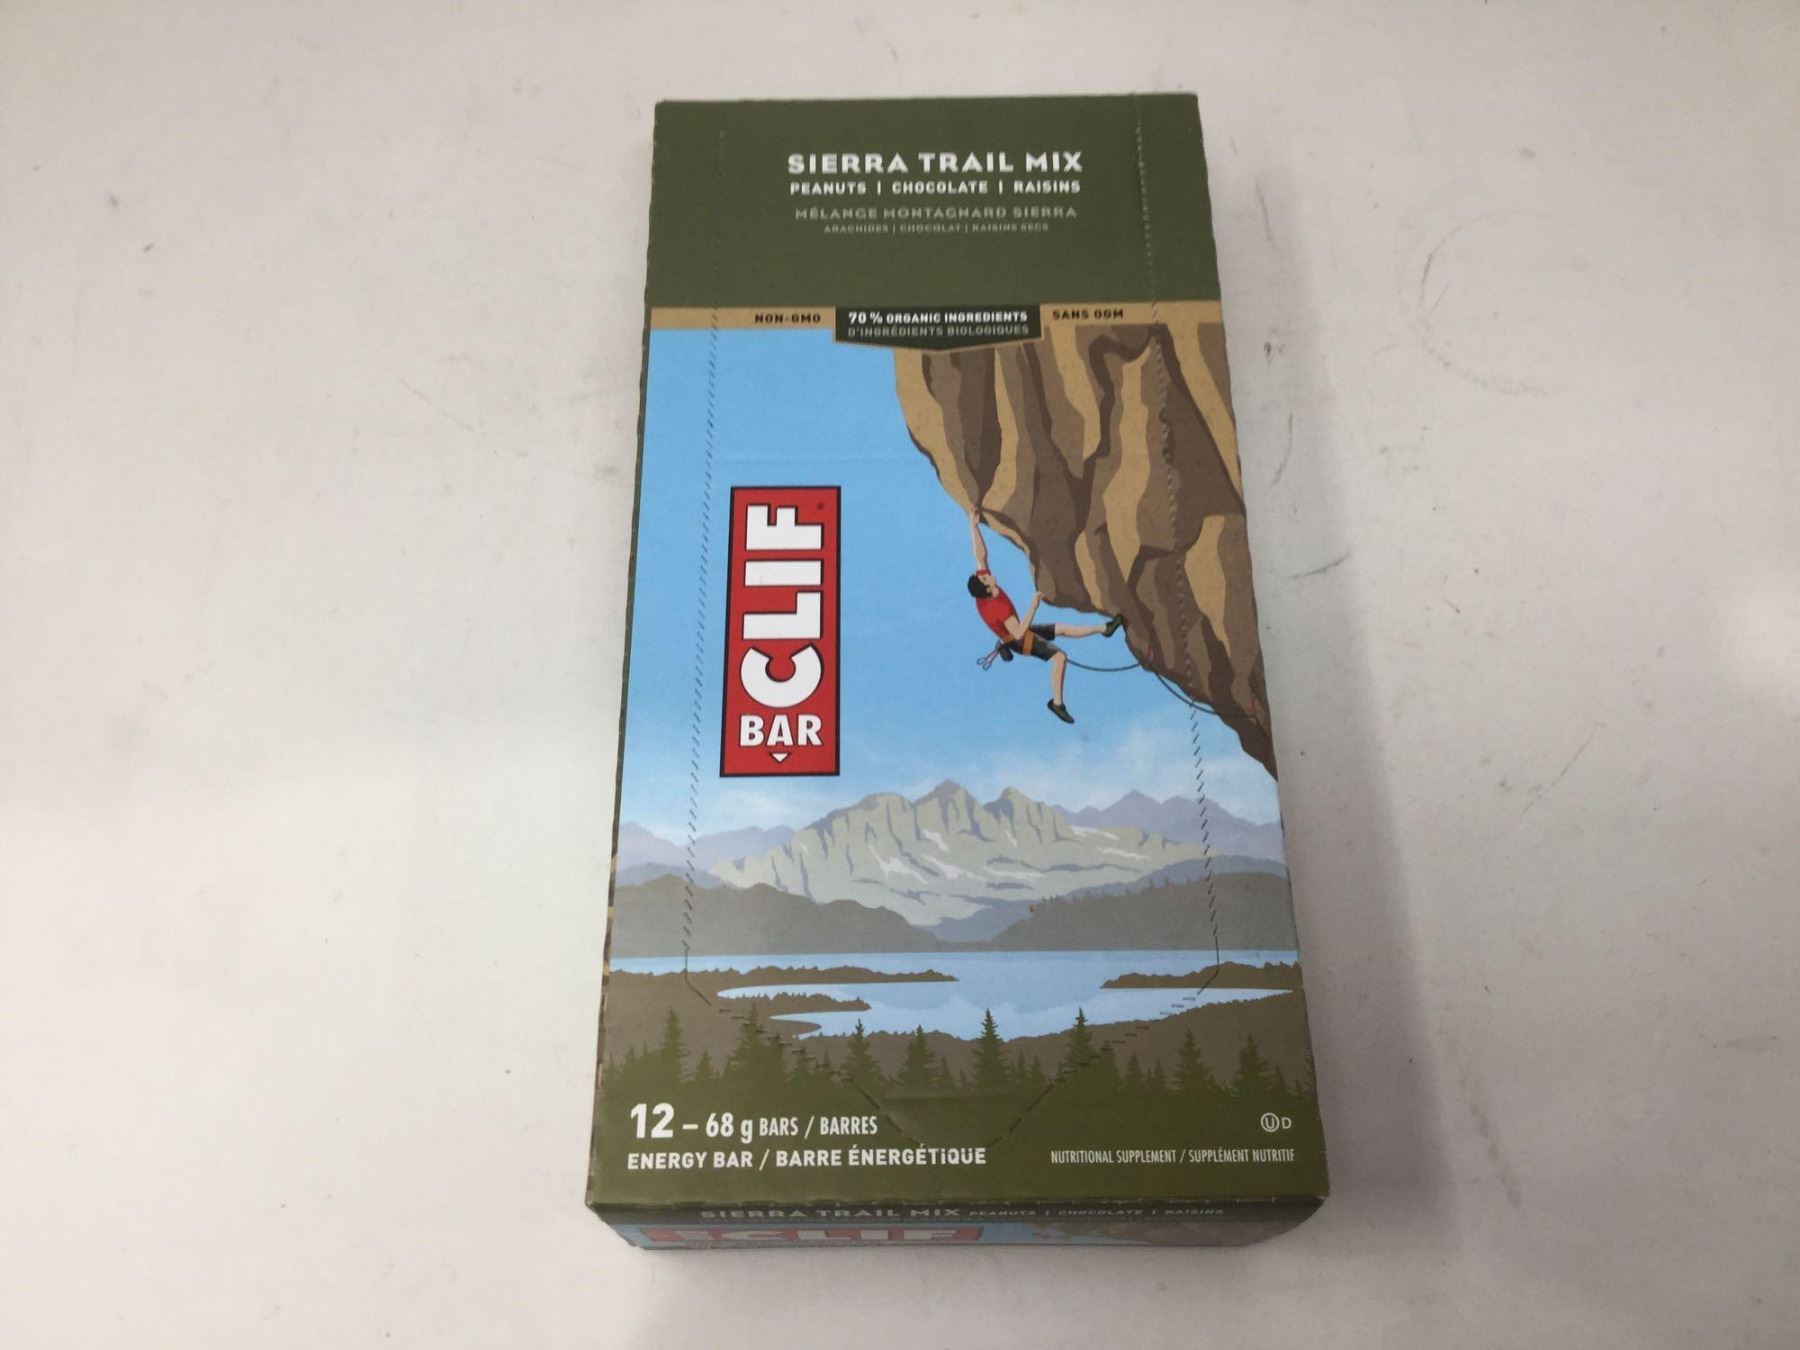 SIERRA TRAIL MIX
PEANUTS | CHOCOLATE | RAISINS
MÉLANGE MONTAGNARD SIERRA
ARACHIDES | CHOCOLAT | RAISINS SECS
NON-GMO
70 % ORGANIC INGREDIENTS
D'INGRÉDIENTS BIOLOGIQUES
SANS OGM
CLIF®
BAR
12 – 68 g BARS / BARRES
ENERGY BAR / BARRE ÉNERGÉTIQUE
Ⓤ D
NUTRITIONAL SUPPLEMENT / SUPPLÉMENT NUTRITIF
SIERRA TRAIL MIX PEANUTS | CHOCOLATE | RAISINS
CLIF